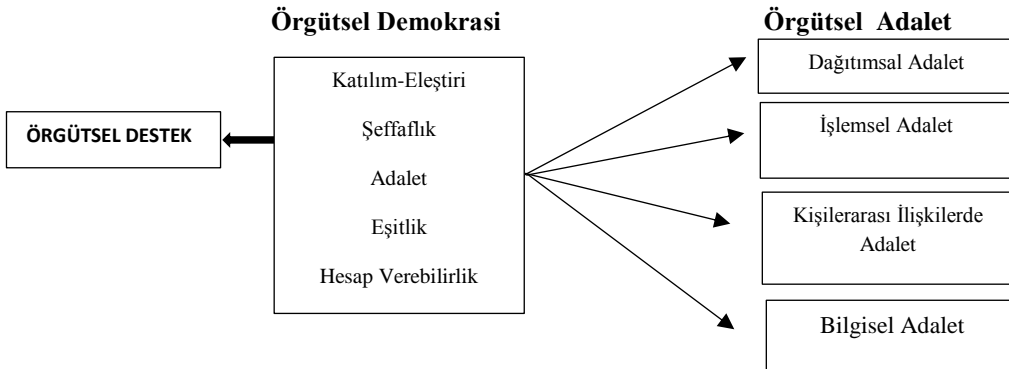 Örgütsel Demokrasi
Örgütsel Adalet
ÖRGÜTSEL DESTEK
Katılım-Eleştiri
Şeffaflık
Adalet
Eşitlik
Hesap Verebilirlik
Dağıtımsal Adalet
İşlemsel Adalet
Kişilerarası İlişkilerde
Adalet
Bilgisel Adalet